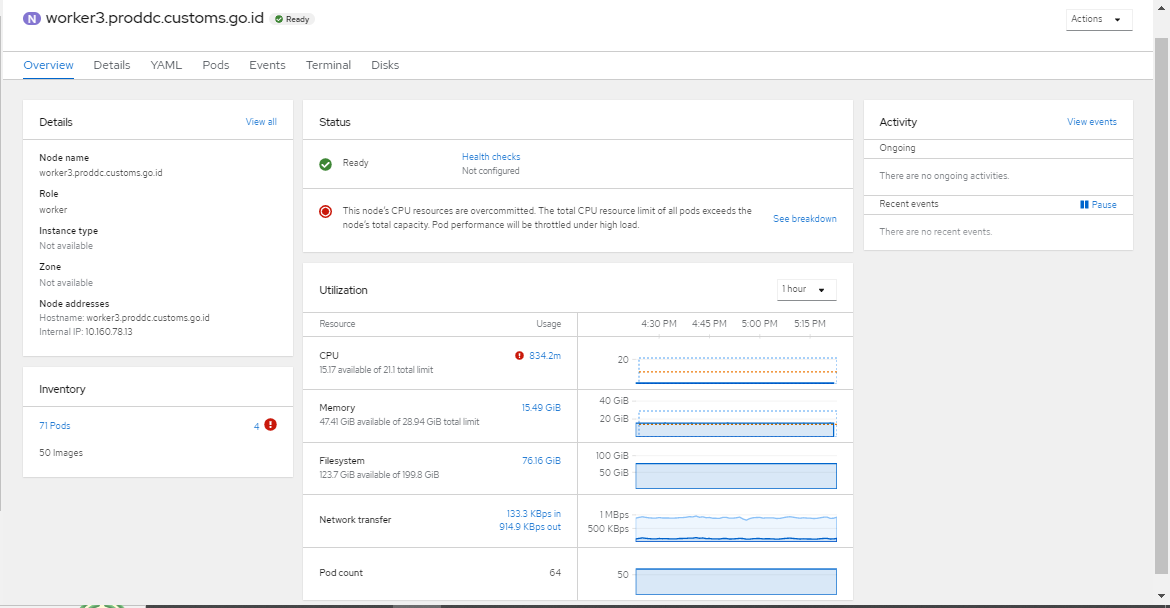 N worker3.proddc.customs.go.id Ready
Actions
Overview Details YAML Pods Events Terminal Disks
Details View all
Node name
worker3.proddc.customs.go.id
Role
worker
Instance type
Not available
Zone
Not available
Node addresses
Hostname: worker3.proddc.customs.go.id
Internal IP: 10.160.78.13
Inventory
71 Pods 4
50 Images
Status
Ready
Health checks
Not configured
This node's CPU resources are overcommitted. The total CPU resource limit of all pods exceeds the
node's total capacity. Pod performance will be throttled under high load.
See breakdown
Utilization 1 hour
Resource Usage 4:30 PM 4:45 PM 5:00 PM 5:15 PM
CPU 834.2m
15.17 available of 21.1 total limit
20
Memory 15.49 GiB
47.41 GiB available of 28.94 GiB total limit
40 GiB
20 GiB
Filesystem 76.16 GiB
123.7 GiB available of 199.8 GiB
100 GiB
50 GiB
Network transfer
133.3 KBps in
914.9 KBps out
1 MBps
500 KBps
Pod count 64
50
Activity View events
Ongoing
There are no ongoing activities.
Recent events Pause
There are no recent events.